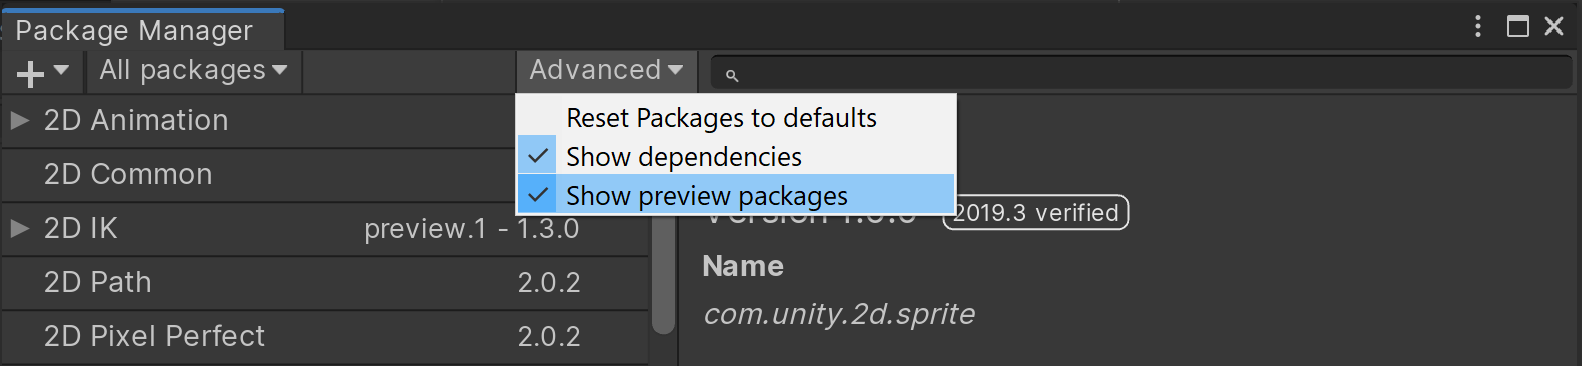 Package Manager
All packages
Advanced
Reset Packages to defaults
Show dependencies
Show preview packages
2D Animation
2D Common
2D IK preview.1 - 1.3.0
2D Path 2.0.2
2D Pixel Perfect 2.0.2
2019.3 verified
Name
com.unity.2d.sprite